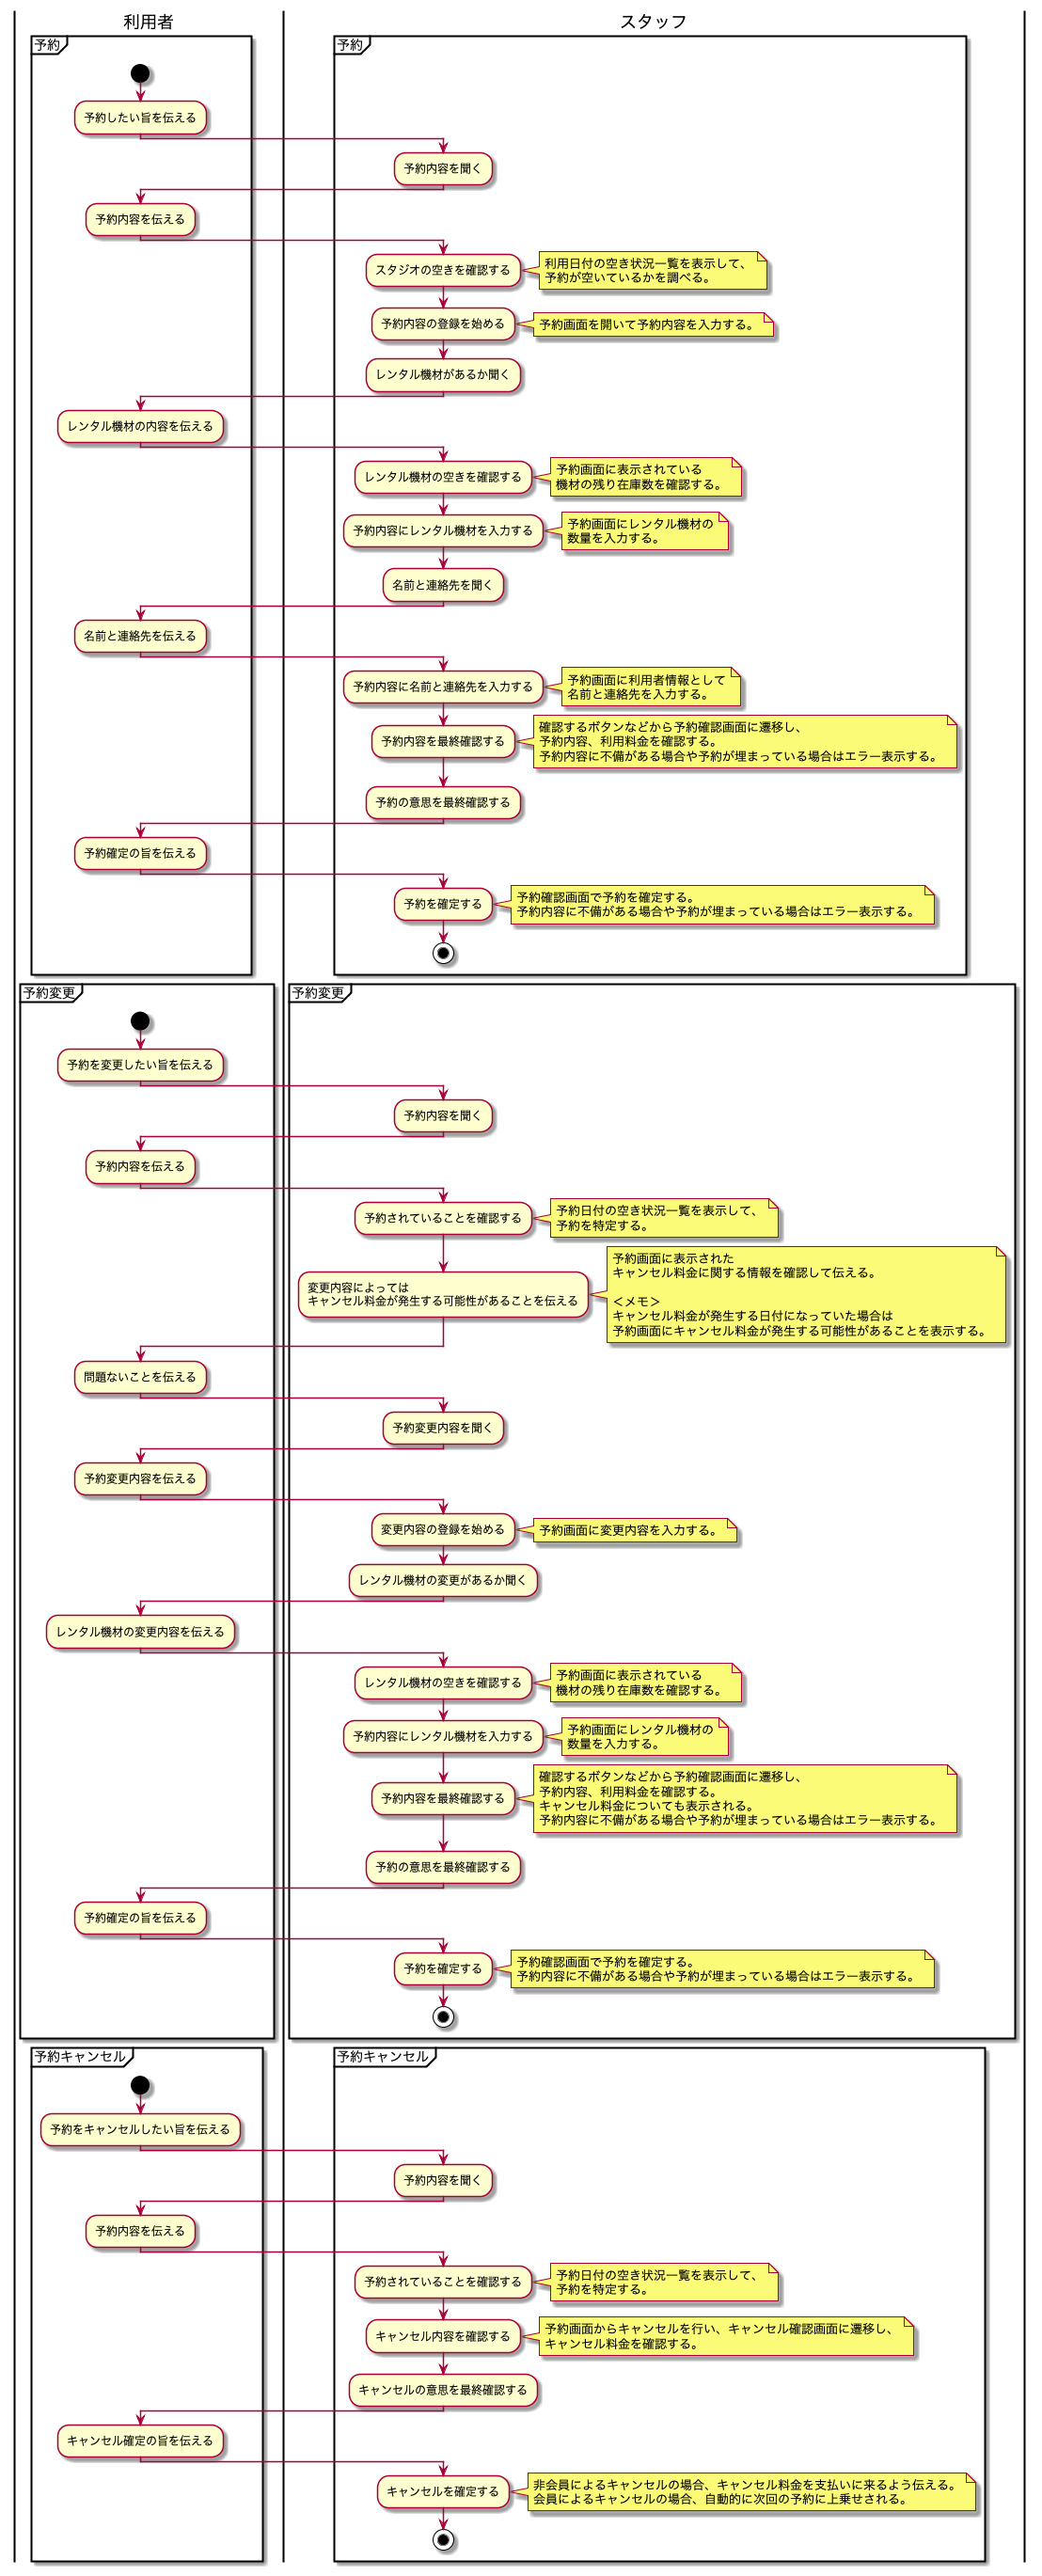 利用者
スタッフ
予約
予約
予約したい旨を伝える
予約内容を聞く
予約内容を伝える
スタジオの空きを確認する
利用日付の空き状況一覧を表示して、
予約が空いているかを調べる。
予約内容の登録を始める
予約画面を開いて予約内容を入力する。
レンタル機材があるか聞く
レンタル機材の内容を伝える
レンタル機材の空きを確認する
予約画面に表示されている
機材の残り在庫数を確認する。
予約内容にレンタル機材を入力する
予約画面にレンタル機材の
数量を入力する。
名前と連絡先を聞く
名前と連絡先を伝える
予約内容に名前と連絡先を入力する
予約画面に利用者情報として
名前と連絡先を入力する。
予約内容を最終確認する
確認するボタンなどから予約確認画面に遷移し、
予約内容、利用料金を確認する。
予約内容に不備がある場合や予約が埋まっている場合はエラー表示する。
予約の意思を最終確認する
予約確定の旨を伝える
予約を確定する
予約確認画面で予約を確定する。
予約内容に不備がある場合や予約が埋まっている場合はエラー表示する。
予約変更
予約変更
予約を変更したい旨を伝える
予約内容を聞く
予約内容を伝える
予約されていることを確認する
予約日付の空き状況一覧を表示して、
予約を特定する。
変更内容によっては
キャンセル料金が発生する可能性があることを伝える
予約画面に表示された
キャンセル料金に関する情報を確認して伝える。
＜メモ＞
キャンセル料金が発生する日付になっていた場合は
予約画面にキャンセル料金が発生する可能性があることを表示する。
問題ないことを伝える
予約変更内容を聞く
予約変更内容を伝える
変更内容の登録を始める
予約画面に変更内容を入力する。
レンタル機材の変更があるか聞く
レンタル機材の変更内容を伝える
レンタル機材の空きを確認する
予約画面に表示されている
機材の残り在庫数を確認する。
予約内容にレンタル機材を入力する
予約画面にレンタル機材の
数量を入力する。
予約内容を最終確認する
確認するボタンなどから予約確認画面に遷移し、
予約内容、利用料金を確認する。
キャンセル料金についても表示される。
予約内容に不備がある場合や予約が埋まっている場合はエラー表示する。
予約の意思を最終確認する
予約確定の旨を伝える
予約を確定する
予約確認画面で予約を確定する。
予約内容に不備がある場合や予約が埋まっている場合はエラー表示する。
予約キャンセル
予約キャンセル
予約をキャンセルしたい旨を伝える
予約内容を聞く
予約内容を伝える
予約されていることを確認する
予約日付の空き状況一覧を表示して、
予約を特定する。
キャンセル内容を確認する
予約画面からキャンセルを行い、キャンセル確認画面に遷移し、
キャンセル料金を確認する。
キャンセルの意思を最終確認する
キャンセル確定の旨を伝える
キャンセルを確定する
非会員によるキャンセルの場合、キャンセル料金を支払いに来るよう伝える。
会員によるキャンセルの場合、自動的に次回の予約に上乗せされる。